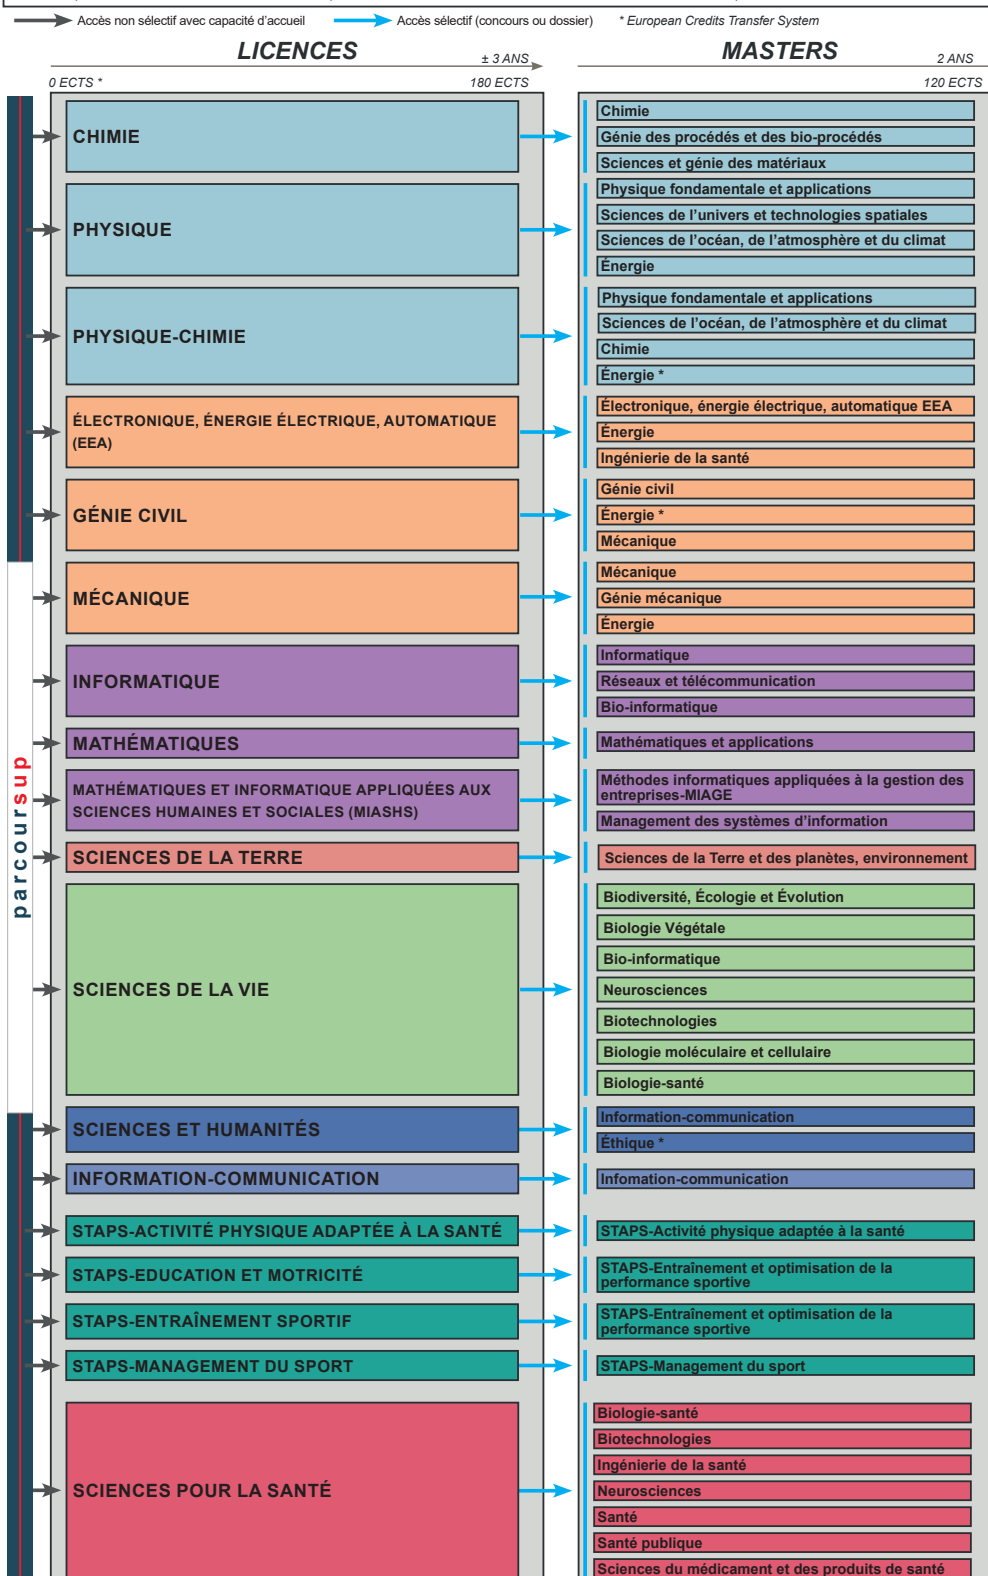 Accès non sélectif avec capacité d’accueil
Accès sélectif (concours ou dossier)
* European Credits Transfer System
LICENCES
± 3 ANS
MASTERS
2 ANS
0 ECTS *
180 ECTS
120 ECTS
parcoursup
CHIMIE
Chimie
Génie des procédés et des bio-procédés
Sciences et génie des matériaux
PHYSIQUE
Physique fondamentale et applications
Sciences de l’univers et technologies spatiales
Sciences de l’océan, de l’atmosphère et du climat
Énergie
PHYSIQUE-CHIMIE
Physique fondamentale et applications
Sciences de l’océan, de l’atmosphère et du climat
Chimie
Énergie *
ÉLECTRONIQUE, ÉNERGIE ÉLECTRIQUE, AUTOMATIQUE
(EEA)
Électronique, énergie électrique, automatique EEA
Énergie
Ingénierie de la santé
GÉNIE CIVIL
Génie civil
Énergie *
Mécanique
MÉCANIQUE
Mécanique
Génie mécanique
Énergie
INFORMATIQUE
Informatique
Réseaux et télécommunication
Bio-informatique
MATHÉMATIQUES
Mathématiques et applications
MATHÉMATIQUES ET INFORMATIQUE APPLIQUÉES AUX
SCIENCES HUMAINES ET SOCIALES (MIASHS)
Méthodes informatiques appliquées à la gestion des
entreprises-MIAGE
Management des systèmes d’information
SCIENCES DE LA TERRE
Sciences de la Terre et des planètes, environnement
SCIENCES DE LA VIE
Biodiversité, Écologie et Évolution
Biologie Végétale
Bio-informatique
Neurosciences
Biotechnologies
Biologie moléculaire et cellulaire
Biologie-santé
SCIENCES ET HUMANITÉS
Information-communication
Éthique *
INFORMATION-COMMUNICATION
Infomation-communication
STAPS-ACTIVITÉ PHYSIQUE ADAPTÉE À LA SANTÉ
STAPS-Activité physique adaptée à la santé
STAPS-EDUCATION ET MOTRICITÉ
STAPS-Entraînement et optimisation de la
performance sportive
STAPS-ENTRAÎNEMENT SPORTIF
STAPS-Entraînement et optimisation de la
performance sportive
STAPS-MANAGEMENT DU SPORT
STAPS-Management du sport
SCIENCES POUR LA SANTÉ
Biologie-santé
Biotechnologies
Ingénierie de la santé
Neurosciences
Santé
Santé publique
Sciences du médicament et des produits de santé